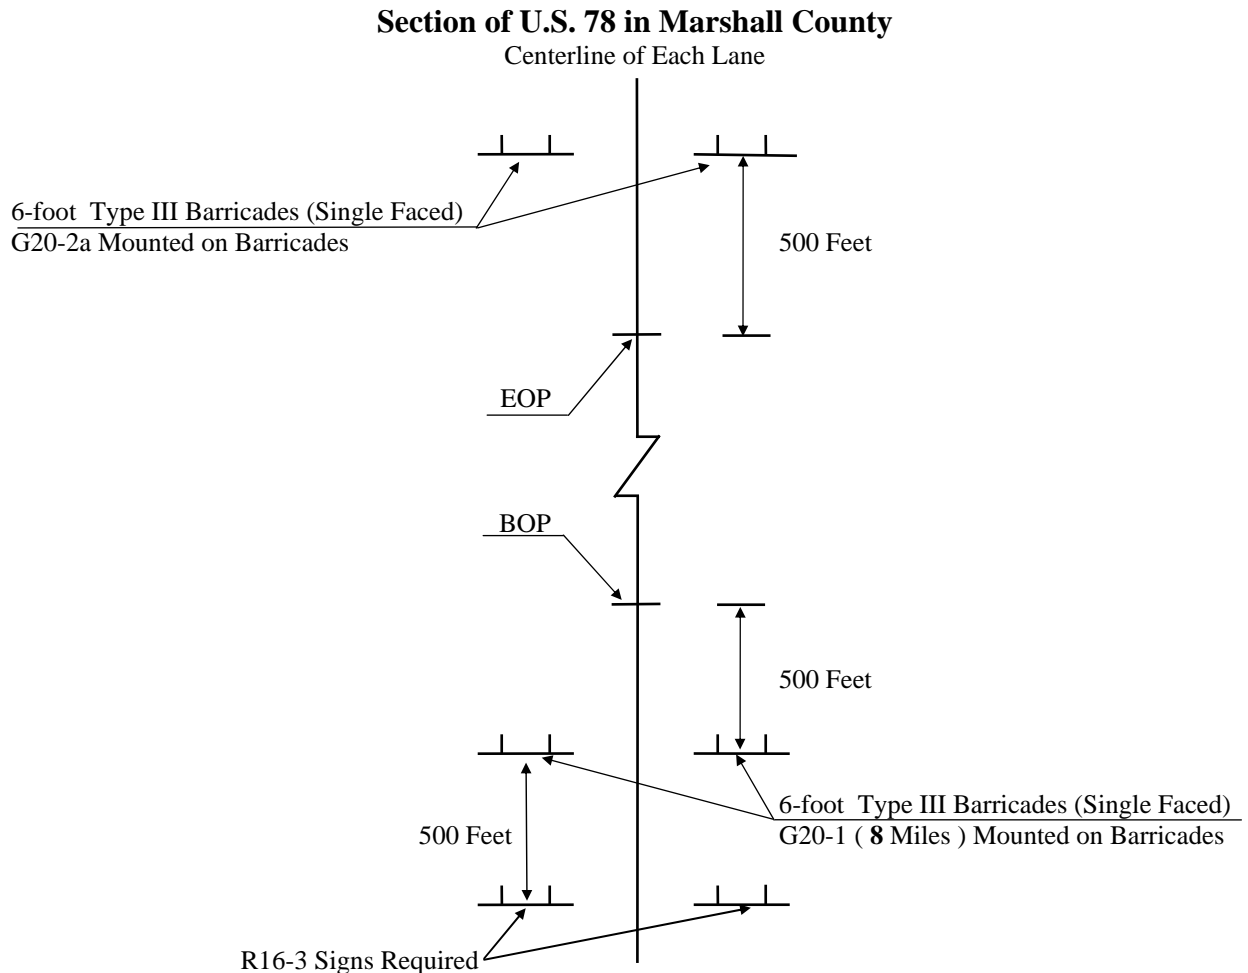 Section of U.S. 78 in Marshall County
Centerline of Each Lane
6-foot Type III Barricades (Single Faced)
G20-2a Mounted on Barricades
500 Feet
EOP
BOP
500 Feet
6-foot Type III Barricades (Single Faced)
G20-1 ( 8 Miles ) Mounted on Barricades
500 Feet
R16-3 Signs Required